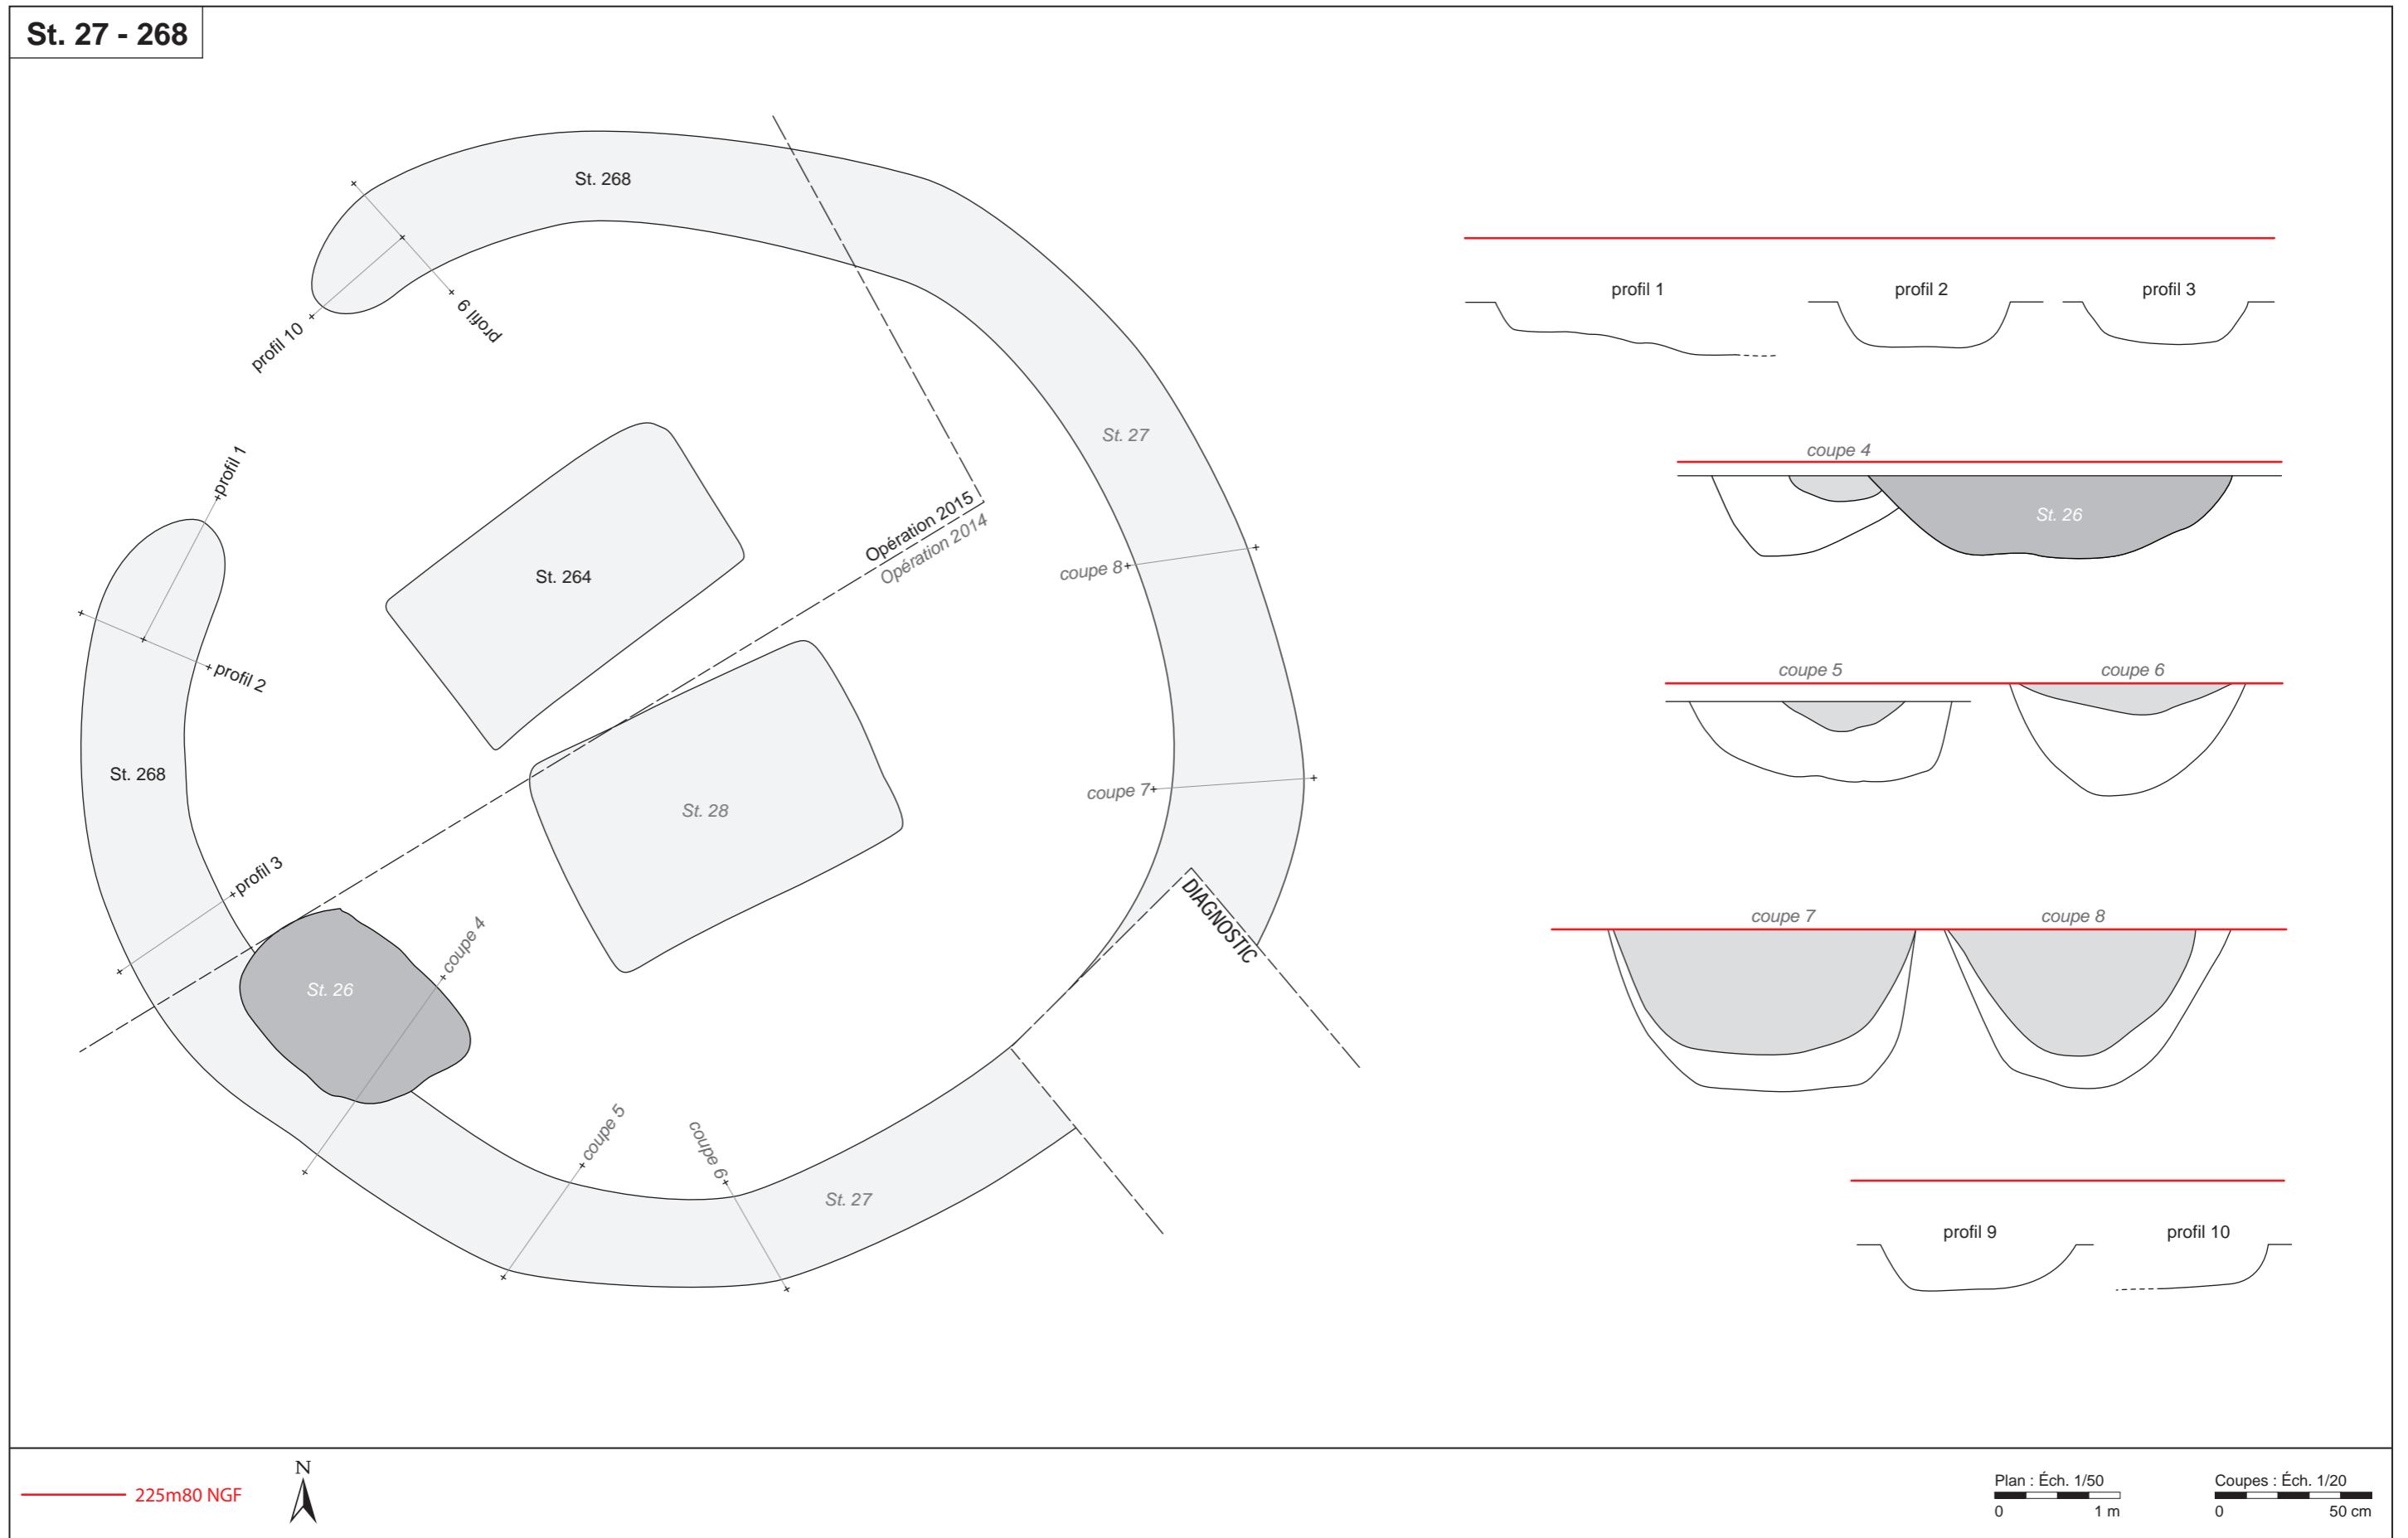 St. 27 - 268
St. 268
profil 9
profil 10
profil 1
profil 2
St. 268
profil 3
St. 264
Opération 2015
Opération 2014
St. 28
St. 27
coupe 8
coupe 7
DIAGNOSTIC
St. 26
coupe 4
coupe 5
coupe 6
St. 27
profil 1
profil 2
profil 3
coupe 4
St. 26
coupe 5
coupe 6
coupe 7
coupe 8
profil 9
profil 10
225m80 NGF
N
Plan : Éch. 1/50
0 1 m
Coupes : Éch. 1/20
0 50 cm